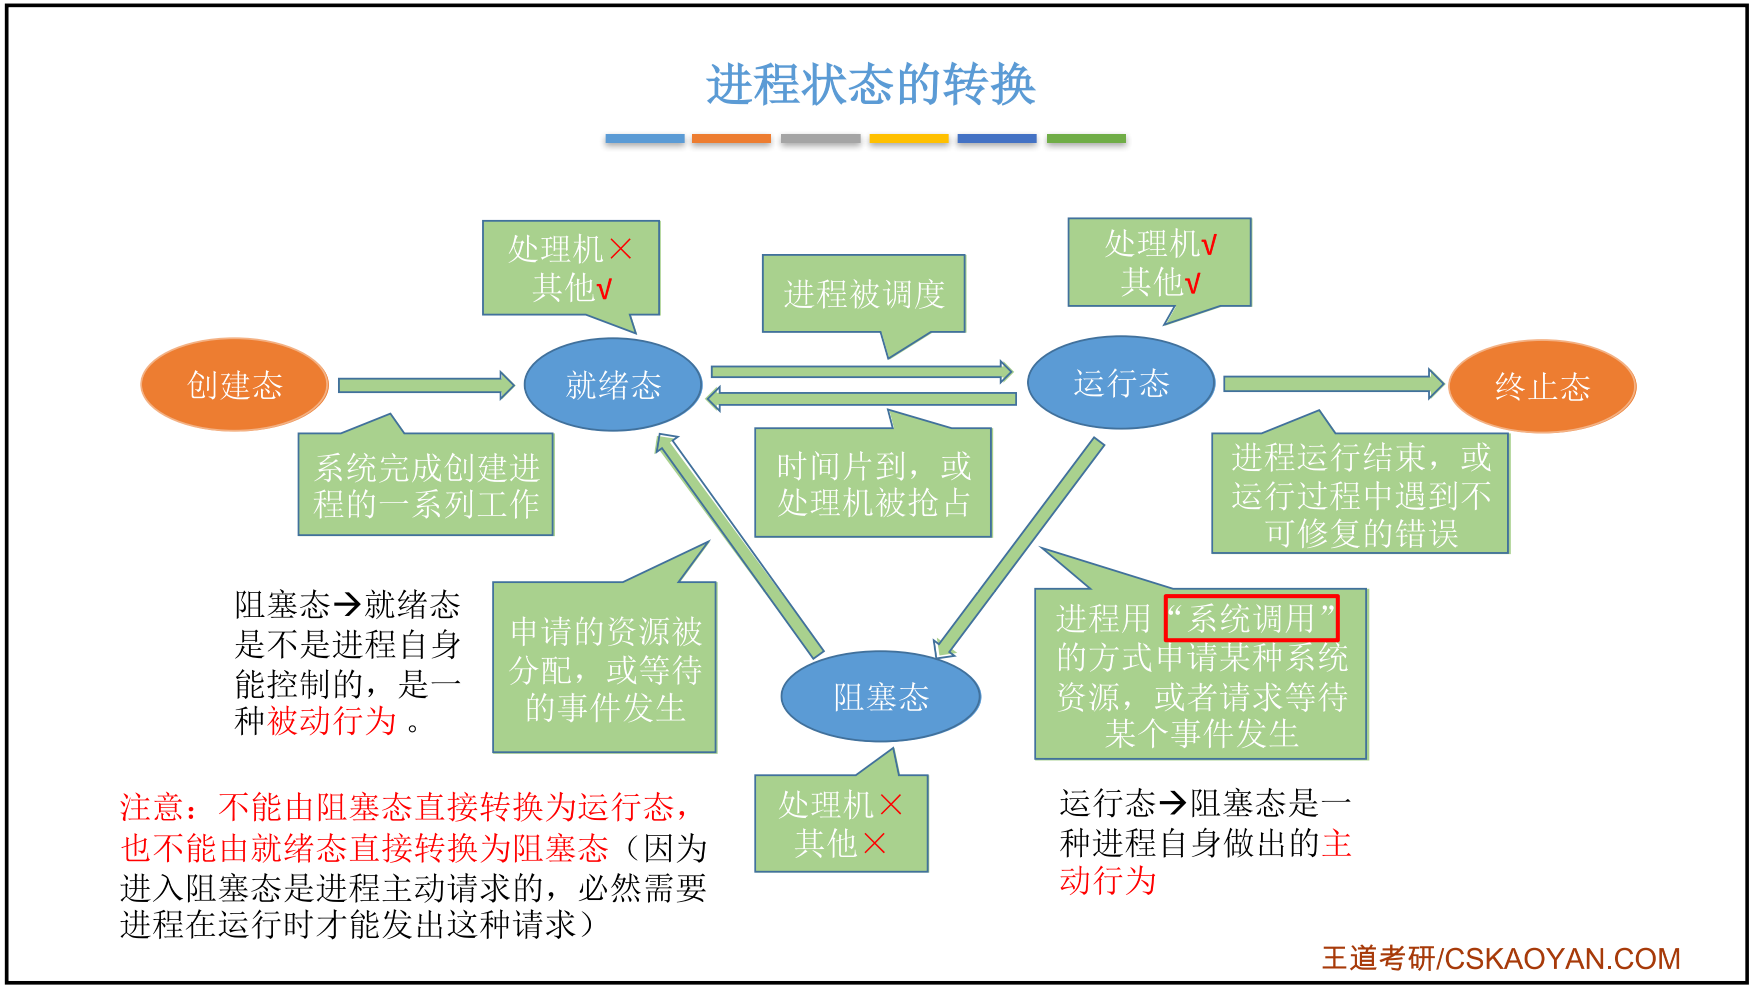 进程状态的转换
处理机×
其他√
进程被调度
处理机√
其他√
创建态
就绪态
运行态
终止态
系统完成创建进
程的一系列工作
时间片到，或
处理机被抢占
进程运行结束，或
运行过程中遇到不
可修复的错误
阻塞态→就绪态
是不是进程自身
能控制的，是一
种被动行为 。
申请的资源被
分配，或等待
的事件发生
进程用“系统调用”
的方式申请某种系统
资源，或者请求等待
某个事件发生
阻塞态
处理机×
其他×
运行态→阻塞态是一
种进程自身做出的主
动行为
注意：不能由阻塞态直接转换为运行态，
也不能由就绪态直接转换为阻塞态（因为
进入阻塞态是进程主动请求的，必然需要
进程在运行时才能发出这种请求）
王道考研/CSKAOYAN.COM